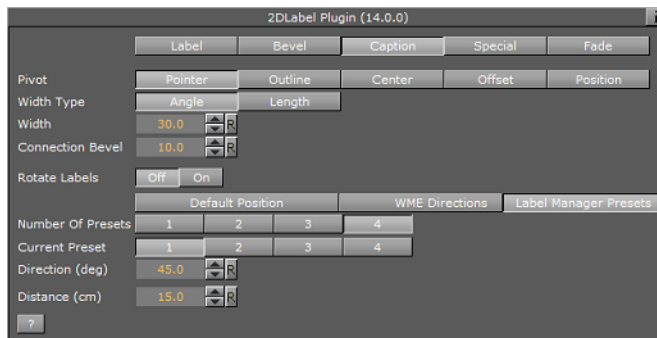 2DLabel Plugin (14.0.0)
Label Bevel Caption Special Fade
Pivot Pointer Outline Center Offset Position
Width Type Angle Length
Width 30.0 R
Connection Bevel 10.0 R
Rotate Labels Off On
Default Position WME Directions Label Manager Presets
Number Of Presets 1 2 3 4
Current Preset 1 2 3 4
Direction (deg) 45.0 R
Distance (cm) 15.0 R
?